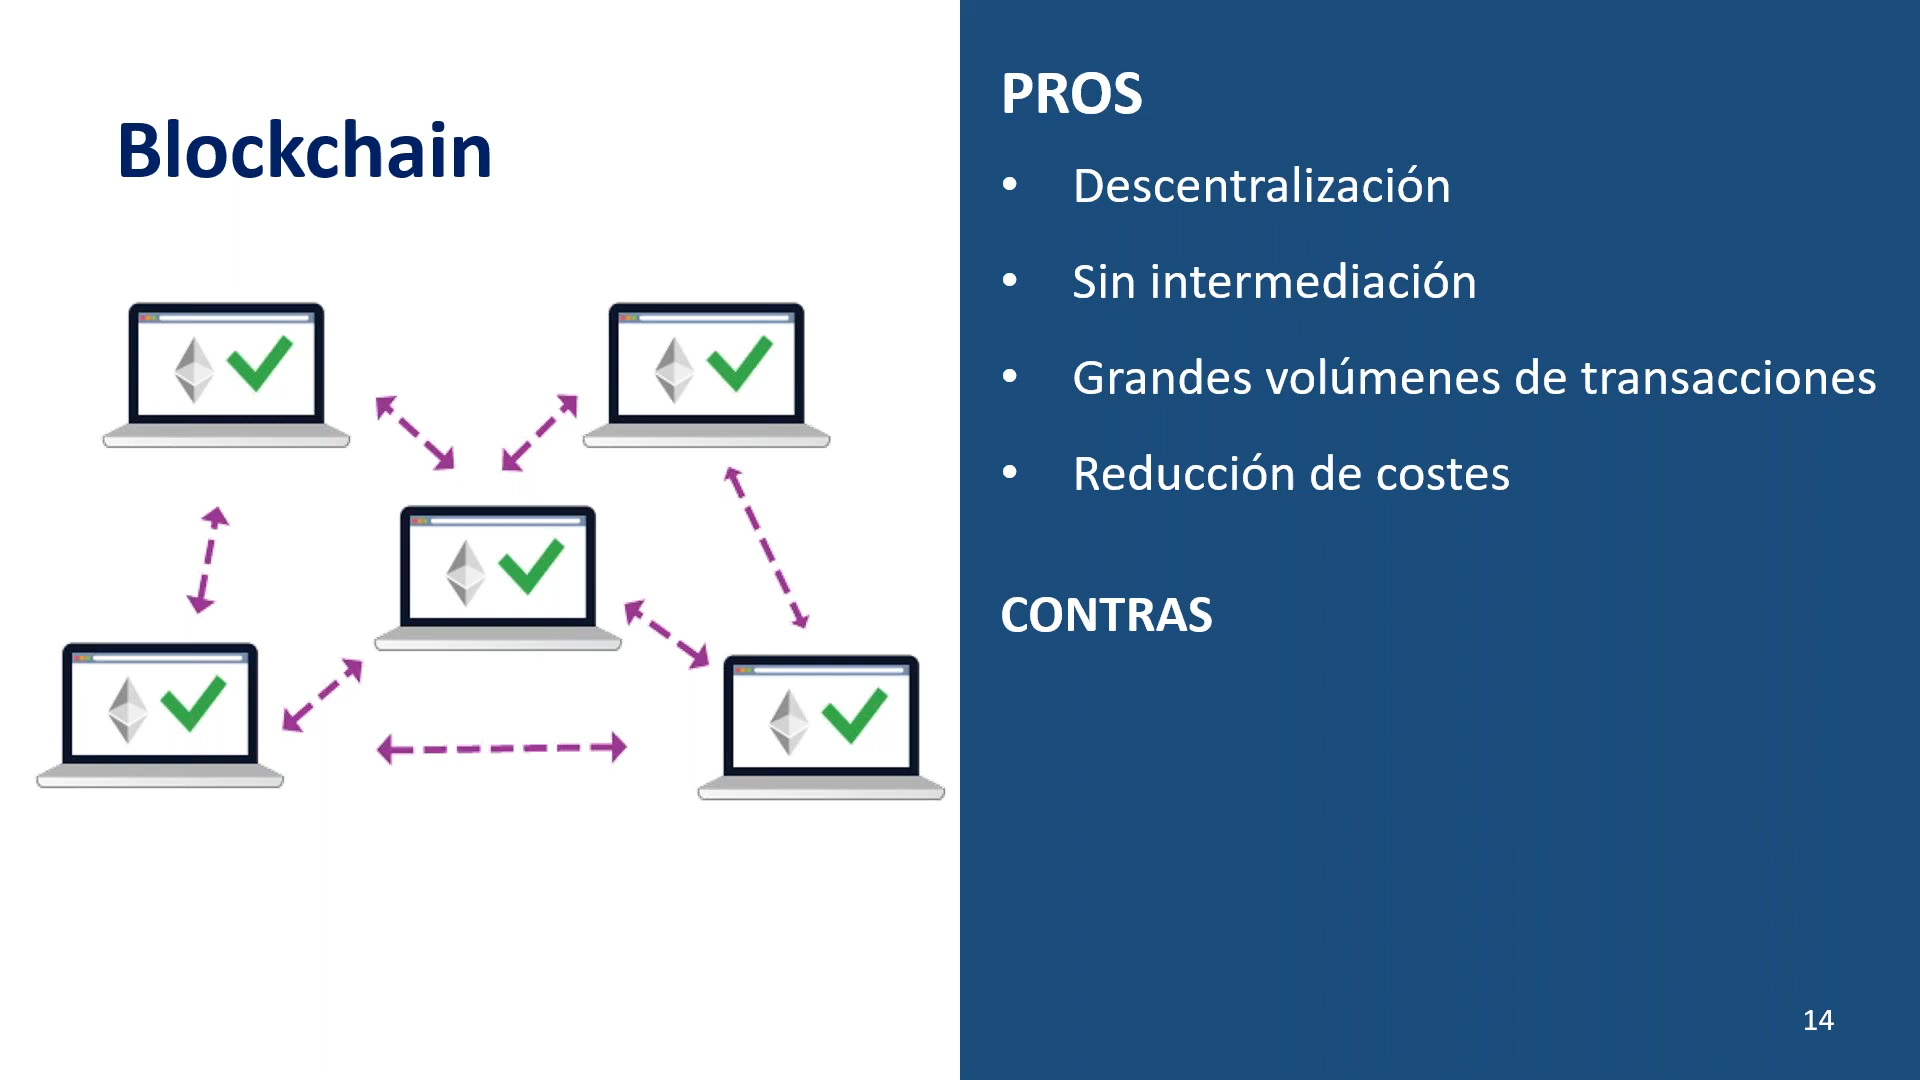 Blockchain
PROS
• Descentralización
• Sin intermediación
• Grandes volúmenes de transacciones
• Reducción de costes
CONTRAS
14